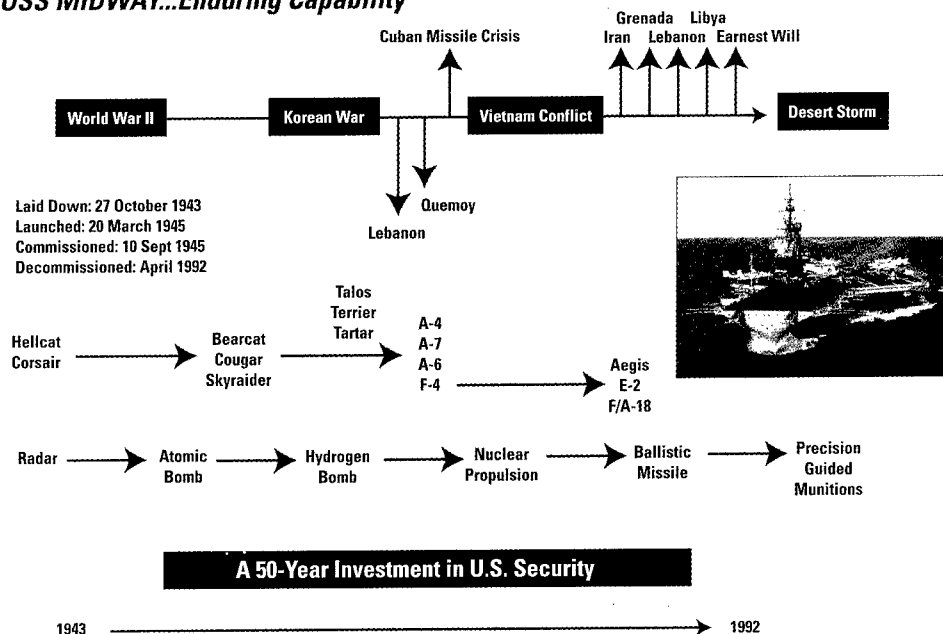 USS MIDWAY...Enduring Capability
Cuban Missile Crisis
Grenada Libya
Iran Lebanon Earnest Will
World War II
Korean War
Vietnam Conflict
Desert Storm
Quemoy
Lebanon
Laid Down: 27 October 1943
Launched: 20 March 1945
Commissioned: 10 Sept 1945
Decommissioned: April 1992
Hellcat
Corsair
Bearcat
Cougar
Skyraider
Talos
Terrier
Tartar
A-4
A-7
A-6
F-4
Aegis
E-2
F/A-18
Radar
Atomic
Bomb
Hydrogen
Bomb
Nuclear
Propulsion
Ballistic
Missile
Precision
Guided
Munitions
A 50-Year Investment in U.S. Security
1943
1992